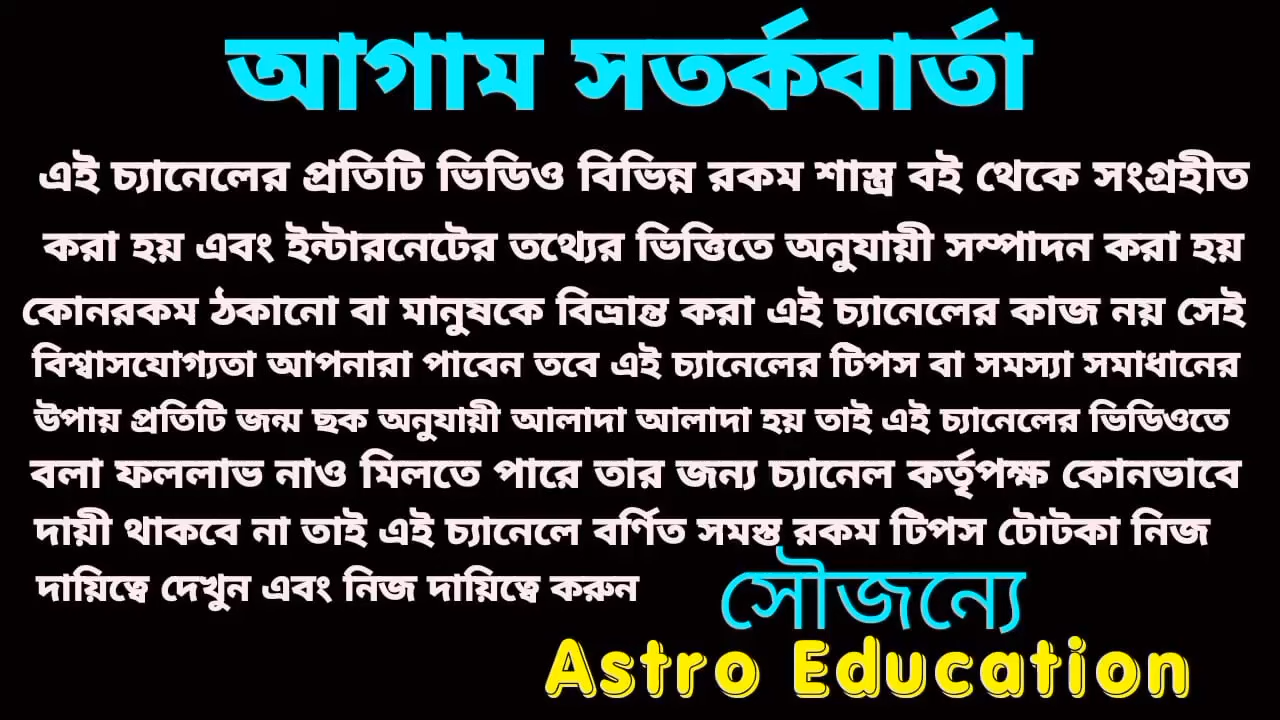 আগাম সতর্কবার্তা
এই চ্যানেলের প্রতিটি ভিডিও বিভিন্ন রকম শাস্ত্র বই থেকে সংগ্রহীত
করা হয় এবং ইন্টারনেটের তথ্যের ভিত্তিতে অনুযায়ী সম্পাদন করা হয়
কোনরকম ঠকানো বা মানুষকে বিভ্রান্ত করা এই চ্যানেলের কাজ নয় সেই
বিশ্বাসযোগ্যতা আপনারা পাবেন তবে এই চ্যানেলের টিপস বা সমস্যা সমাধানের
উপায় প্রতিটি জন্ম ছক অনুযায়ী আলাদা আলাদা হয় তাই এই চ্যানেলের ভিডিওতে
বলা ফললাভ নাও মিলতে পারে তার জন্য চ্যানেল কর্তৃপক্ষ কোনভাবে
দায়ী থাকবে না তাই এই চ্যানেলে বর্ণিত সমস্ত রকম টিপস টোটকা নিজ
দায়িত্বে দেখুন এবং নিজ দায়িত্বে করুন
সৌজন্যে
Astro Education